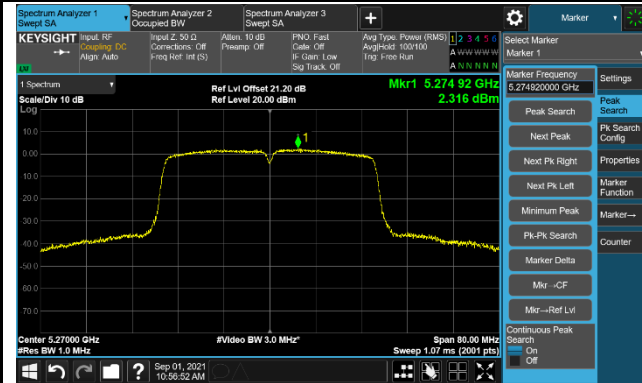 Spectrum Analyzer 1
Swept SA
Spectrum Analyzer 2
Occupied BW
Spectrum Analyzer 3
Swept SA
+
Marker
KEYSIGHT
Input: RF
Coupling: DC
Align: Auto
Input Z: 50 Ω
Corrections: Off
Freq Ref: Int (S)
Atten: 10 dB
Preamp: Off
PNO: Fast
Gate: Off
IF Gain: Low
Sig Track: Off
Avg Type: Power (RMS)
Avg|Hold: 100/100
Trig: Free Run
1 2 3 4 5 6
A W W W W W
A N N N N N
LXI
Select Marker
Marker 1
1 Spectrum
Scale/Div 10 dB
Log
Ref Lvl Offset 21.20 dB
Ref Level 20.00 dBm
Mkr1 5.274 92 GHz
2.316 dBm
Marker Frequency
5.274920000 GHz
Peak Search
Next Peak
Next Pk Right
Next Pk Left
Minimum Peak
Pk-Pk Search
Marker Delta
Mkr→CF
Mkr→Ref Lvl
Continuous Peak
Search
On
Off
Settings
Peak
Search
Pk Search
Config
Properties
Marker
Function
Marker→
Counter
10.0
0.00
10.0
20.0
30.0
40.0
50.0
60.0
70.0
1
Center 5.27000 GHz
#Res BW 1.0 MHz
#Video BW 3.0 MHz*
Span 80.00 MHz
Sweep 1.07 ms (2001 pts)
?
Sep 01, 2021
10:56:52 AM